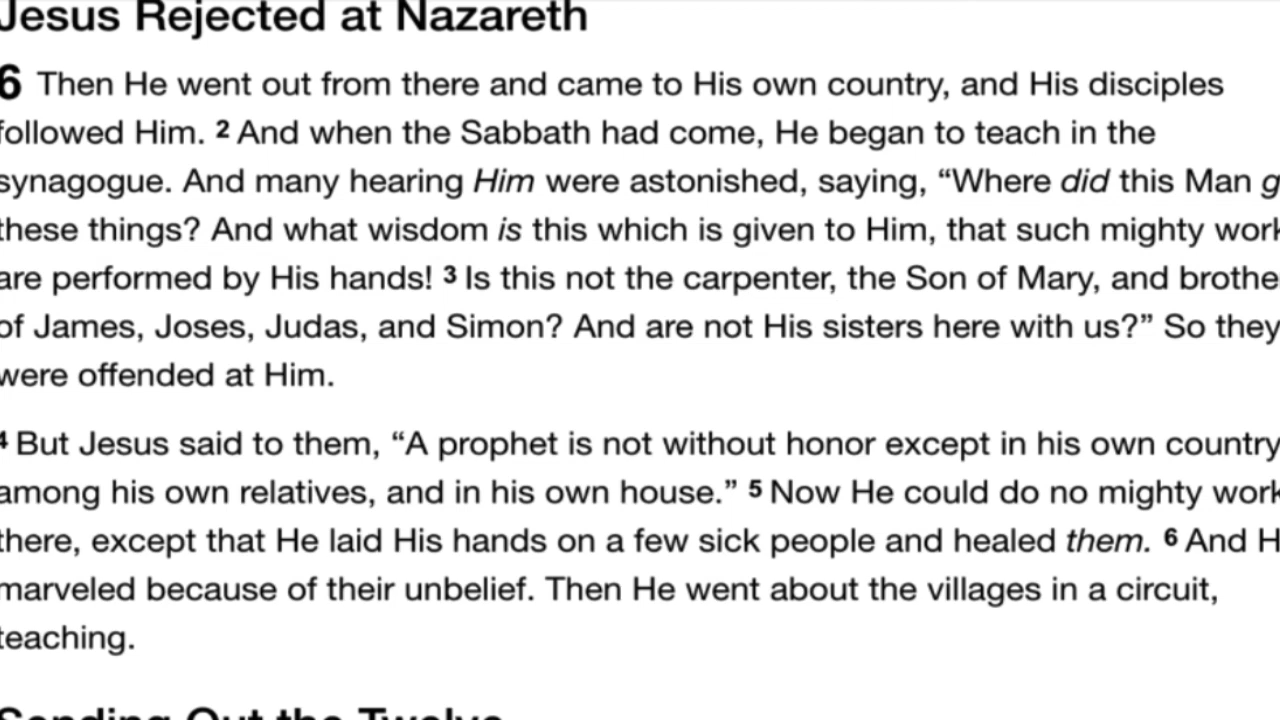 Jesus Rejected at Nazareth
6 Then He went out from there and came to His own country, and His disciples
followed Him. 2 And when the Sabbath had come, He began to teach in the
synagogue. And many hearing Him were astonished, saying, “Where did this Man
these things? And what wisdom is this which is given to Him, that such mighty
are performed by His hands! 3 Is this not the carpenter, the Son of Mary, and
of James, Joses, Judas, and Simon? And are not His sisters here with us?” So they
were offended at Him.
4 But Jesus said to them, “A prophet is not without honor except in his own country
among his own relatives, and in his own house.” 5 Now He could do no mighty
there, except that He laid His hands on a few sick people and healed them. 6 And
marveled because of their unbelief. Then He went about the villages in a circuit,
teaching.
Sending Out the Twelve